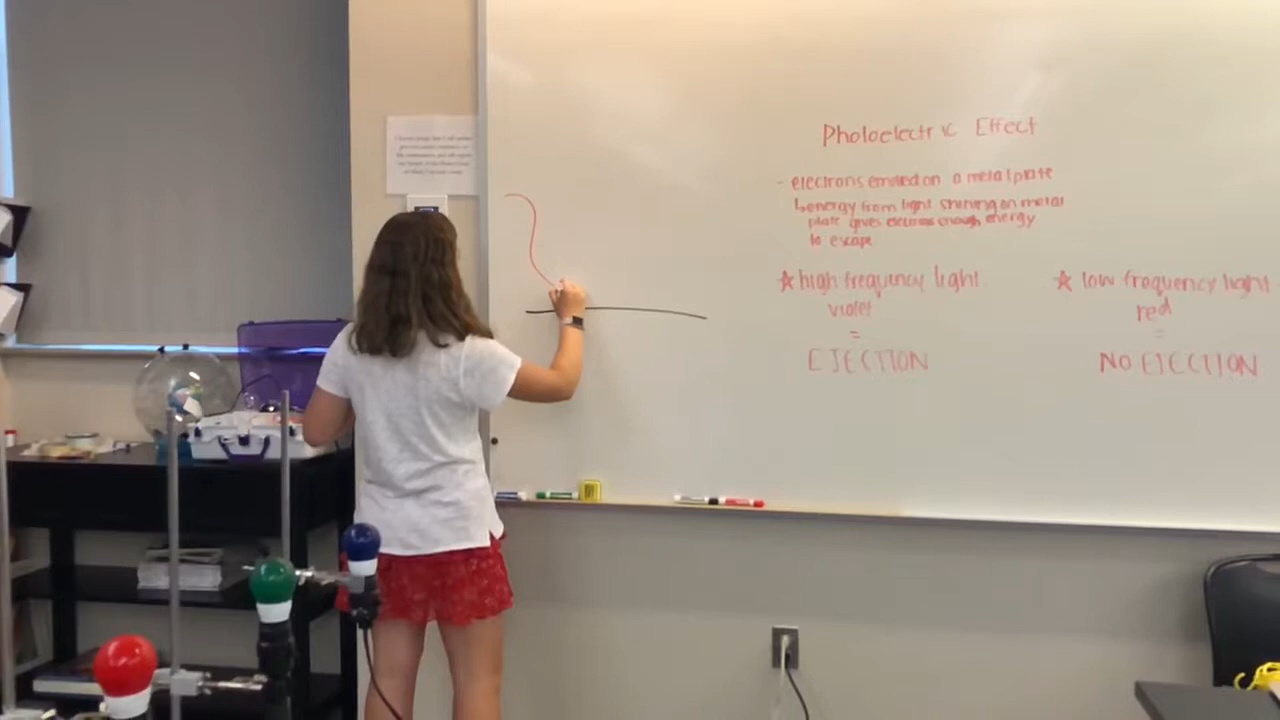 Photoelectric Effect
- electrons emitted on a metal plate
↳ energy from light shining on metal
plate gives electrons enough energy
to escape
☆ high frequency light
violet
=
EJECTION
☆ low frequency light
red
=
NO EJECTION